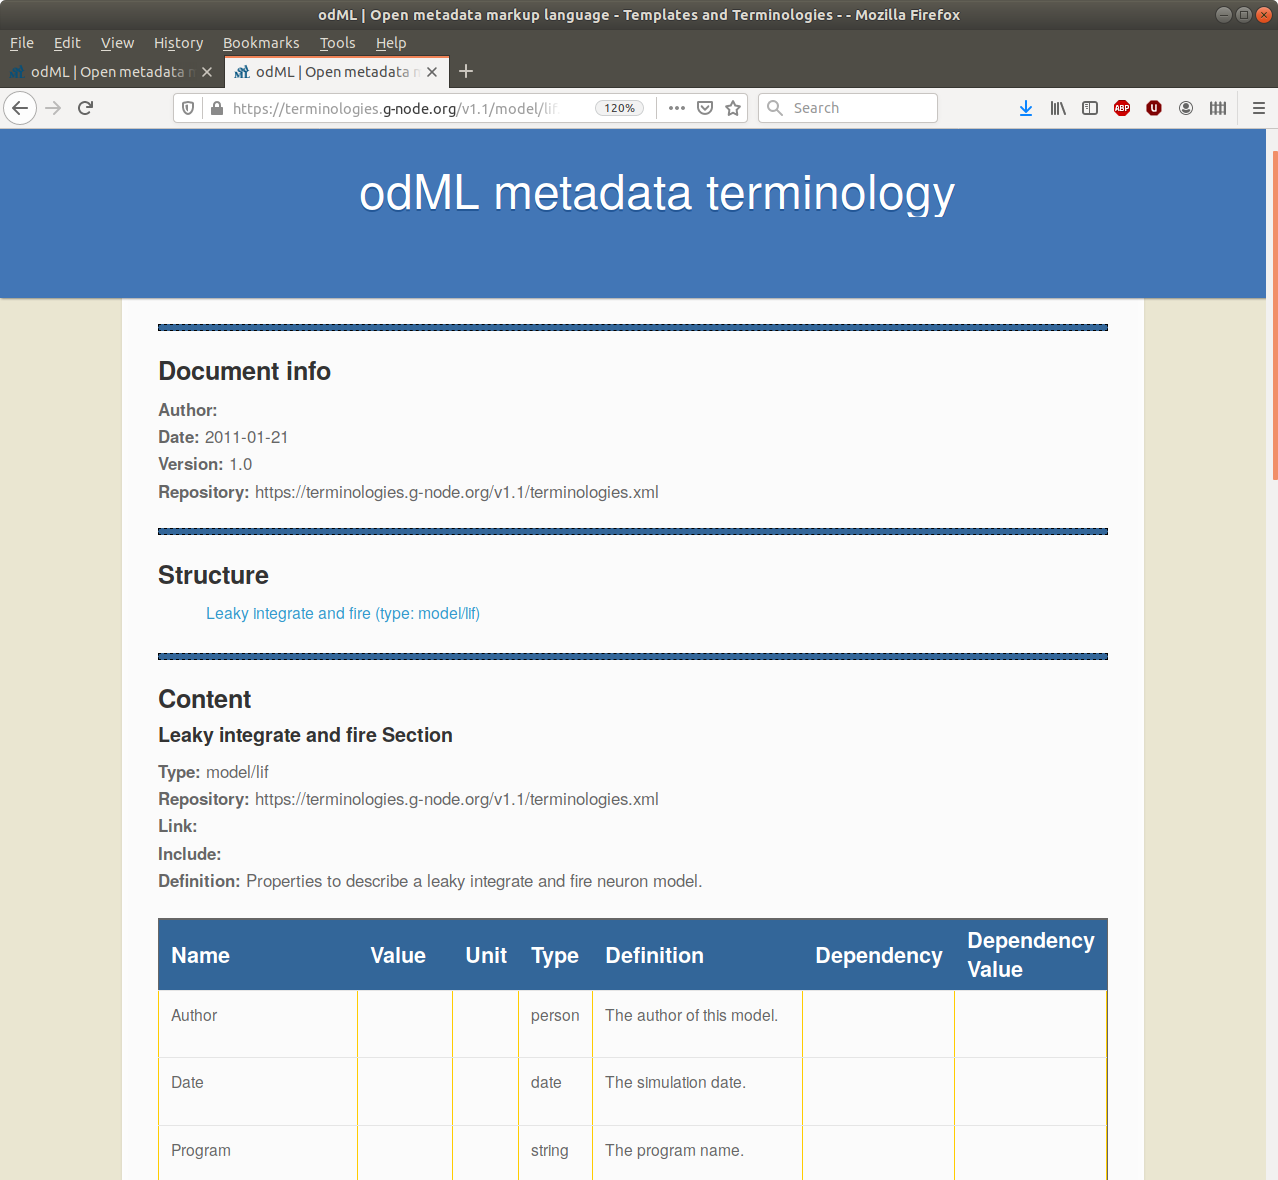 odML | Open metadata markup language - Templates and Terminologies - - Mozilla Firefox
File Edit View History Bookmarks Tools Help
odML | Open metadata odML | Open metadata
https://terminologies.g-node.org/v1.1/model/lif 120% Search
ABP
odML metadata terminology
Document info
Author:
Date: 2011-01-21
Version: 1.0
Repository: https://terminologies.g-node.org/v1.1/terminologies.xml
Structure
Leaky integrate and fire (type: model/lif)
Content
Leaky integrate and fire Section
Type: model/lif
Repository: https://terminologies.g-node.org/v1.1/terminologies.xml
Link:
Include:
Definition: Properties to describe a leaky integrate and fire neuron model.
Name Value Unit Type Definition Dependency Dependency
Value
Author person The author of this model.
Date date The simulation date.
Program string The program name.